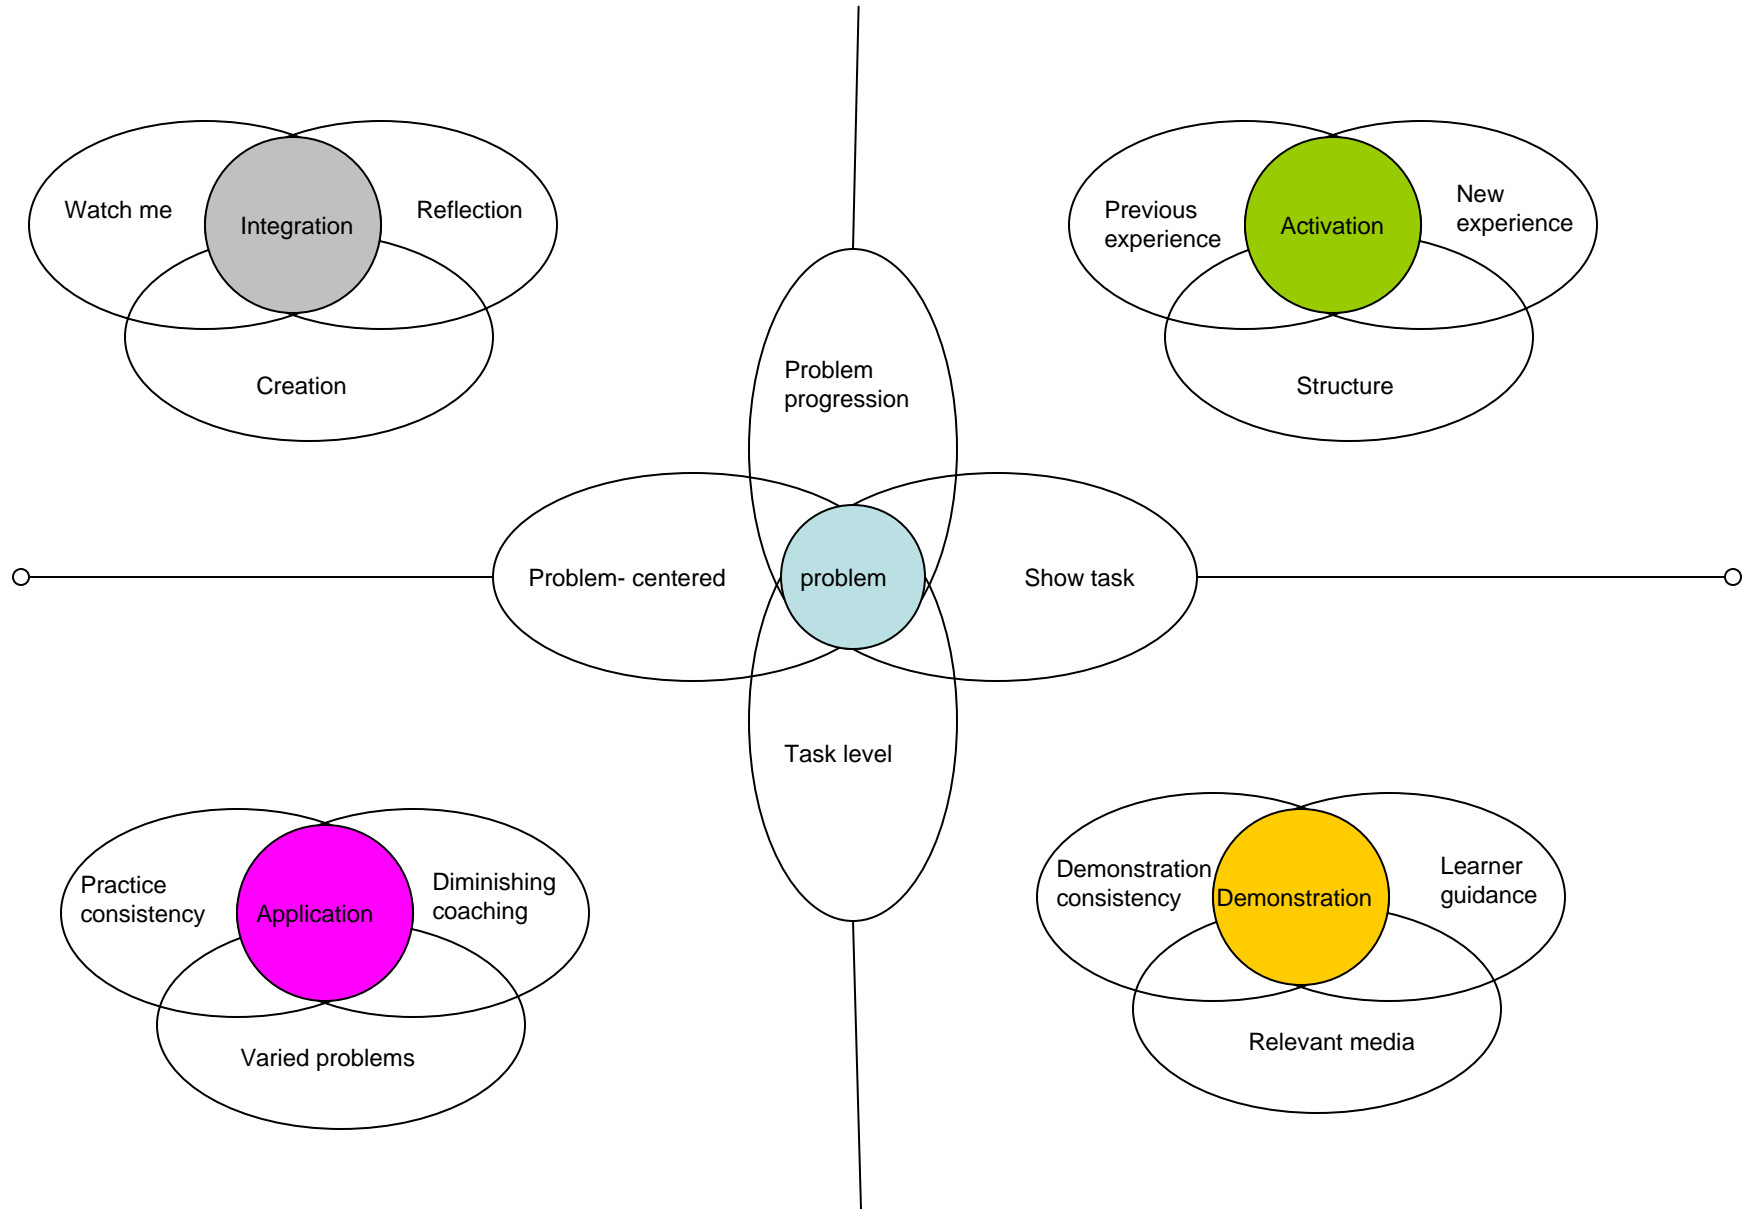 Watch me
Integration
Reflection
Creation
Previous
experience
Activation
New
experience
Structure
Problem
progression
Problem- centered
problem
Show task
Task level
Practice
consistency
Application
Diminishing
coaching
Varied problems
Demonstration
consistency
Demonstration
Learner
guidance
Relevant media